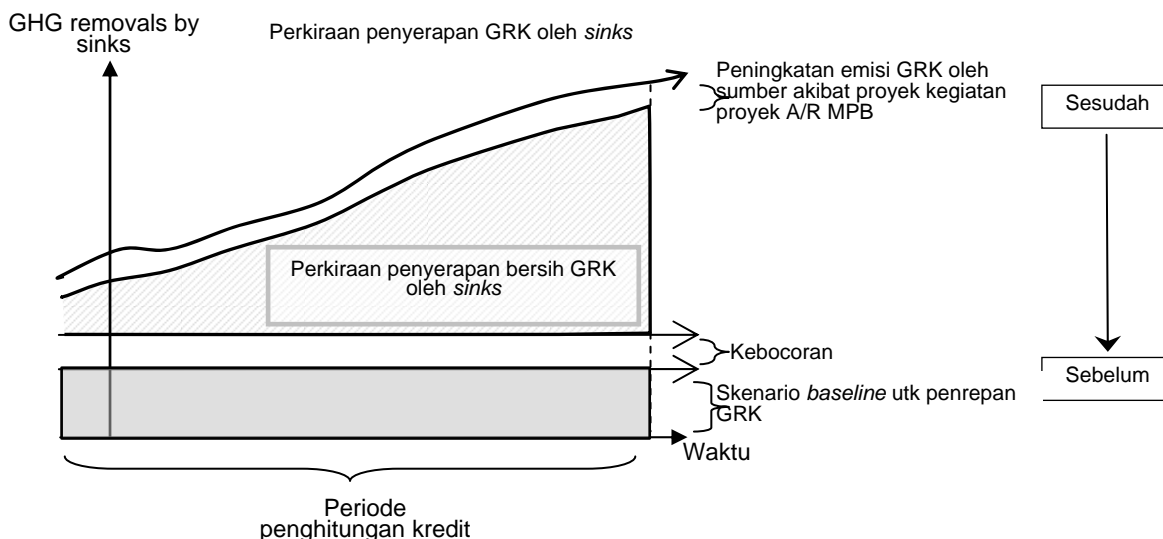 GHG removals by
sinks
Perkiraan penyerapan GRK oleh sinks
Peningkatan emisi GRK oleh
sumber akibat proyek kegiatan
proyek A/R MPB
Sesudah
Perkiraan penyerapan bersih GRK
oleh sinks
Kebocoran
Sebelum
Skenario baseline utk penrepan
GRK
Waktu
Periode
penghitungan kredit